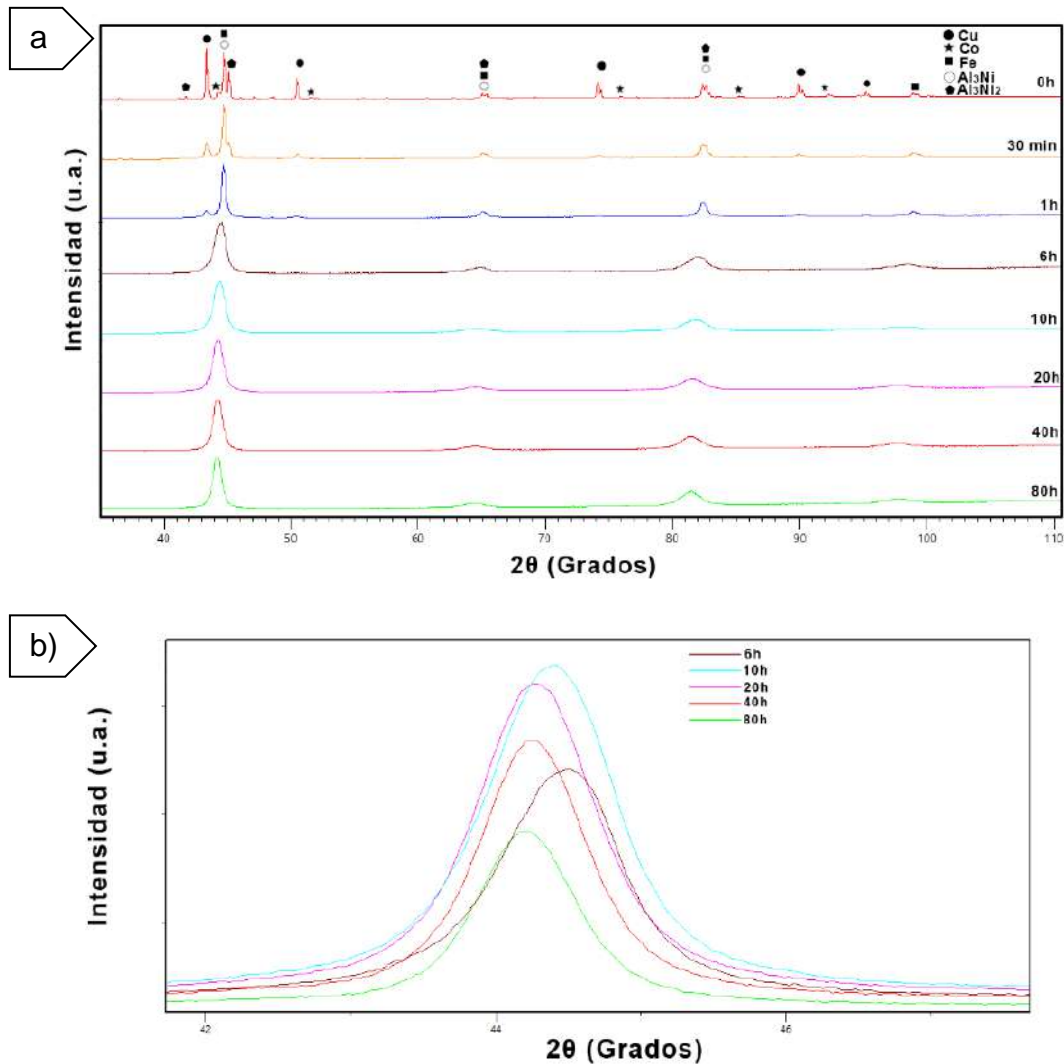 a
Cu
Co
Fe
Al3Ni
Al3Ni2
0h
30 min
1h
6h
10h
20h
40h
80h
Intensidad (u.a.)
40 50 60 70 80 90 100 110
2θ (Grados)
b)
6h
10h
20h
40h
80h
Intensidad (u.a.)
42 44 46
2θ (Grados)